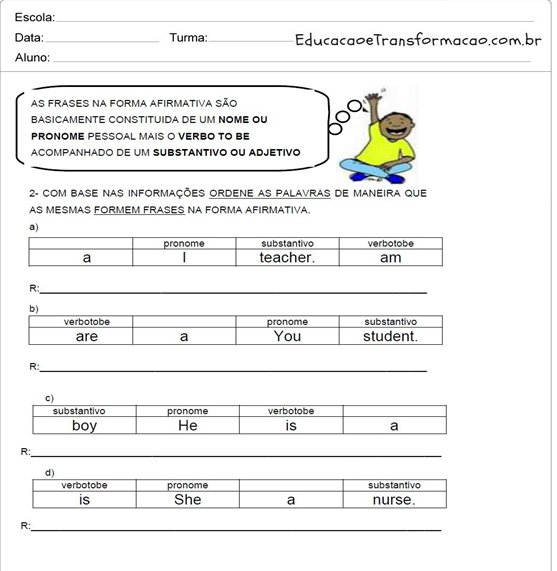 Escola:
Data: Turma: EducacaoeTransformacao.com.br
Aluno:
AS FRASES NA FORMA AFIRMATIVA SÃO
BASICAMENTE CONSTITUIDA DE UM NOME OU
PRONOME PESSOAL MAIS O VERBO TO BE
ACOMPANHADO DE UM SUBSTANTIVO OU ADJETIVO
2- COM BASE NAS INFORMAÇÕES ORDENE AS PALAVRAS DE MANEIRA QUE
AS MESMAS FORMEM FRASES NA FORMA AFIRMATIVA.
a)
pronome substantivo verbotobe
a I teacher. am
R:
b)
verbotobe pronome substantivo
are a You student.
R:
c)
substantivo pronome verbotobe
boy He is a
R:
d)
verbotobe pronome substantivo
is She a nurse.
R: